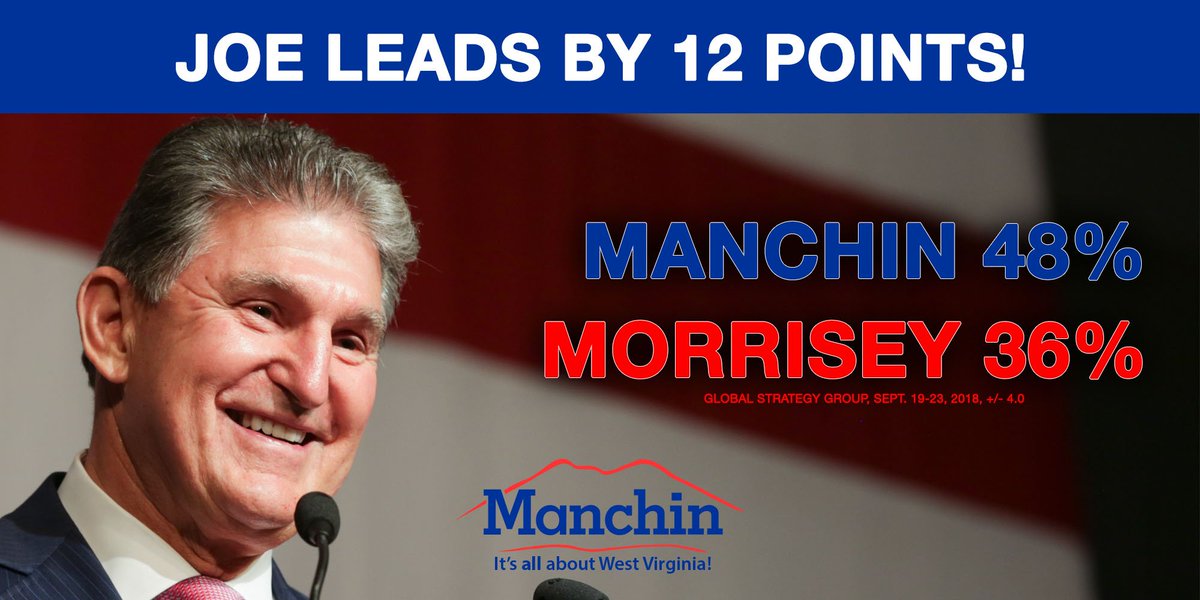 JOE LEADS BY 12 POINTS!
MANCHIN 48%
MORRISEY 36%
GLOBAL STRATEGY GROUP, SEPT. 19-23, 2018, +/- 4.0
Manchin
It's all about West Virginia!